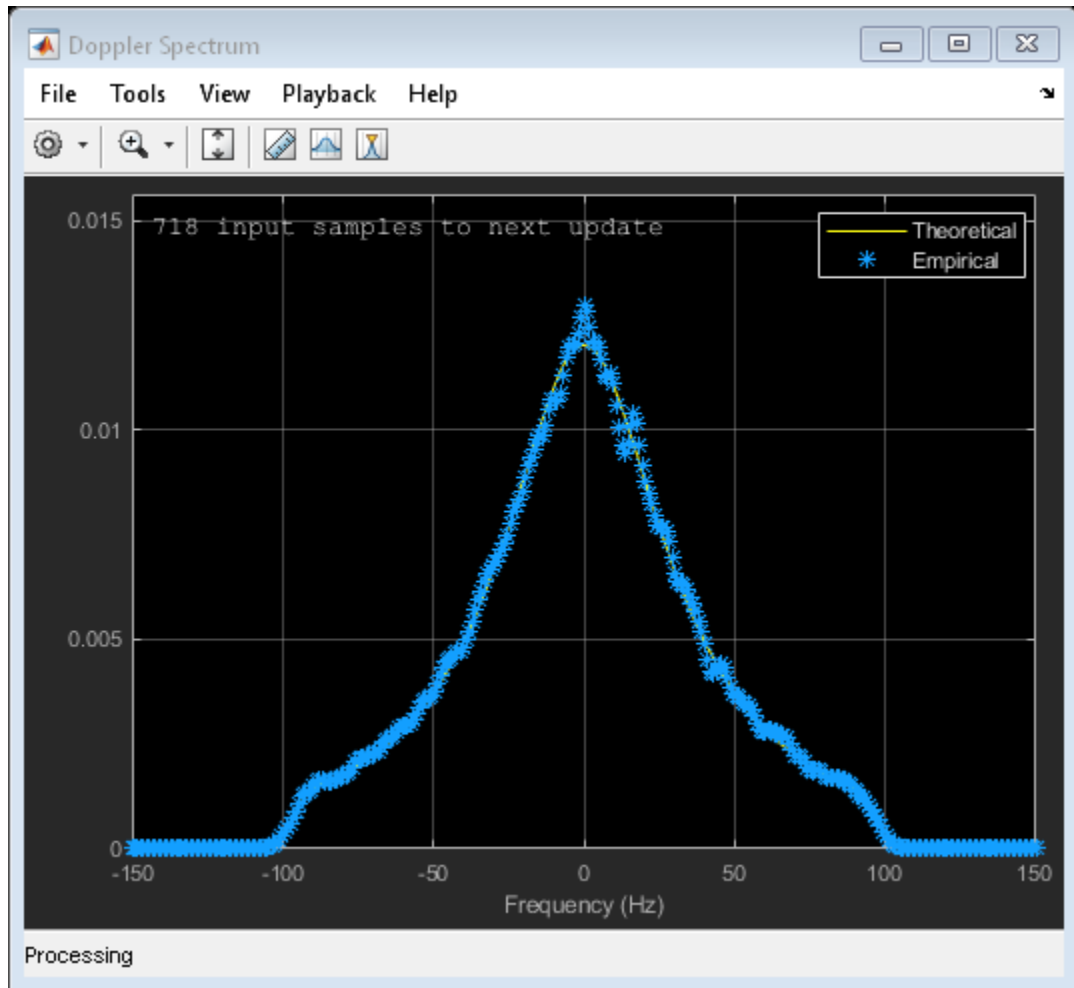 Doppler Spectrum
File Tools View Playback Help
718 input samples to next update
Theoretical
Empirical
0.015
0.01
0.005
0
-150 -100 -50 0 50 100 150
Frequency (Hz)
Processing